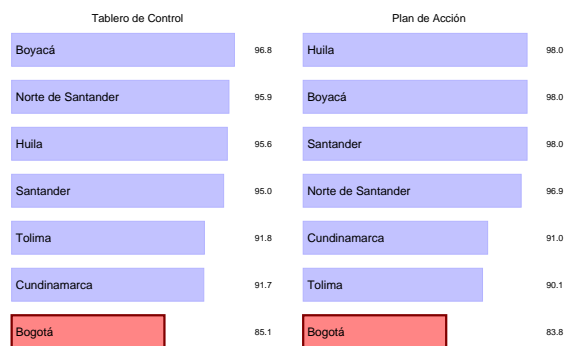 Tablero de Control
Boyacá 96.8
Norte de Santander 95.9
Huila 95.6
Santander 95.0
Tolima 91.8
Cundinamarca 91.7
Bogotá 85.1
Plan de Acción
Huila 98.0
Boyacá 98.0
Santander 98.0
Norte de Santander 96.9
Cundinamarca 91.0
Tolima 90.1
Bogotá 83.8